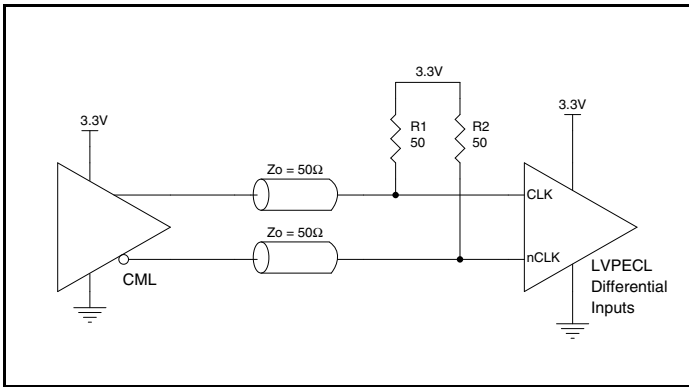 3.3V
3.3V
R1
50
R2
50
3.3V
Zo = 50Ω
CLK
Zo = 50Ω
nCLK
CML
LVPECL
Differential
Inputs